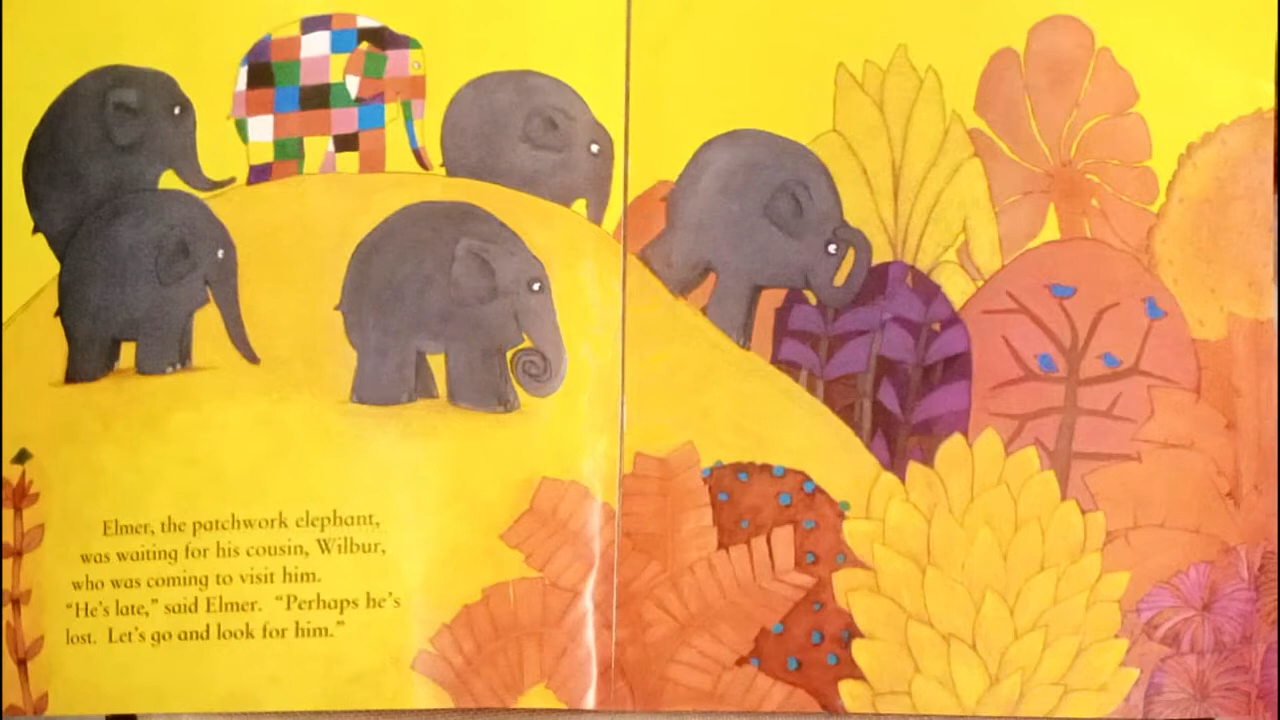 Elmer, the patchwork elephant,
was waiting for his cousin, Wilbur,
who was coming to visit him.
“He’s late,” said Elmer. “Perhaps he’s
lost. Let’s go and look for him.”